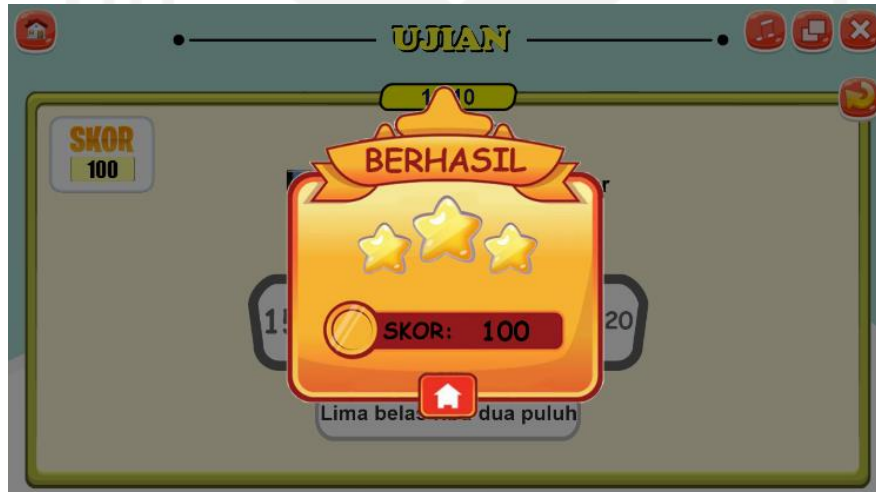 UJIAN
SKOR
100
BERHASIL
SKOR: 100
20
Lima belas dua puluh